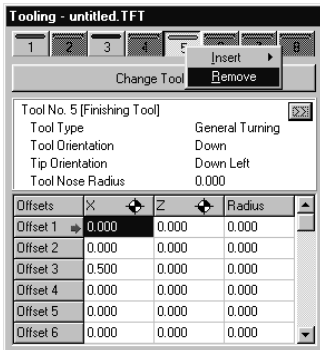 Tooling - untitled.TFT
1 2 3 4 5 8
Insert
Change Tool
Remove
Tool No. 5 [Finishing Tool]
Tool Type General Turning
Tool Orientation Down
Tip Orientation Down Left
Tool Nose Radius 0.000
Offsets X Z Radius
Offset 1 0.000 0.000 0.000
Offset 2 0.000 0.000 0.000
Offset 3 0.500 0.000 0.000
Offset 4 0.000 0.000 0.000
Offset 5 0.000 0.000 0.000
Offset 6 0.000 0.000 0.000